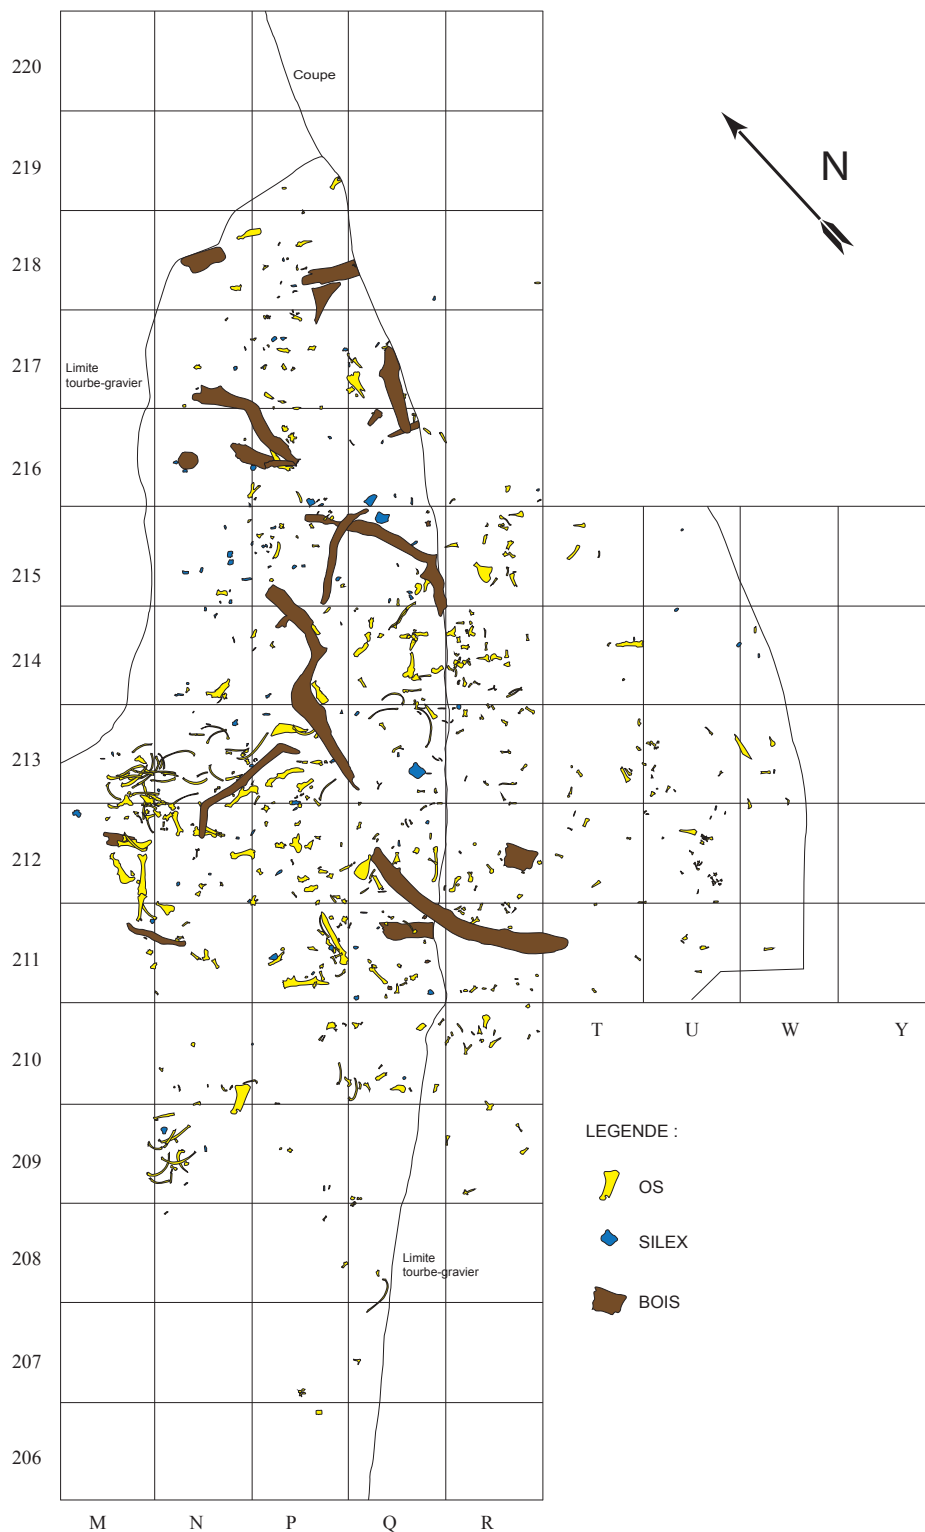 220
Coupe
219
N
218
217
Limite
tourbe-gravier
216
215
214
213
212
211
T U W Y
210
LEGENDE :
209
OS
SILEX
208
Limite
tourbe-gravier
BOIS
207
206
M N P Q R